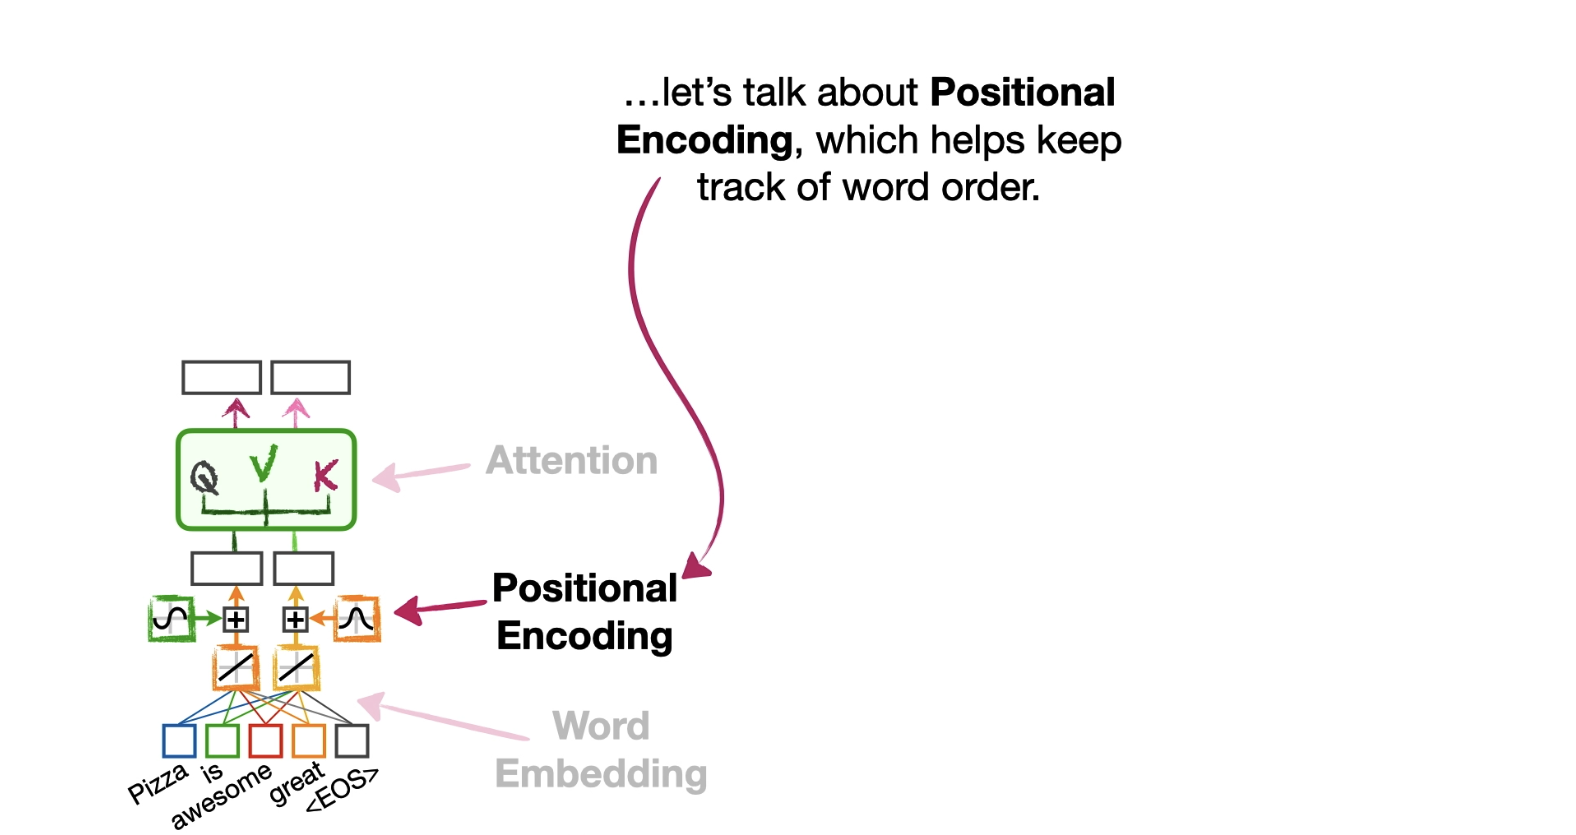 …let’s talk about Positional
Encoding, which helps keep
track of word order.
Q V K
Attention
Positional
Encoding
Word
Embedding
Pizza
is
awesome
great
<EOS>